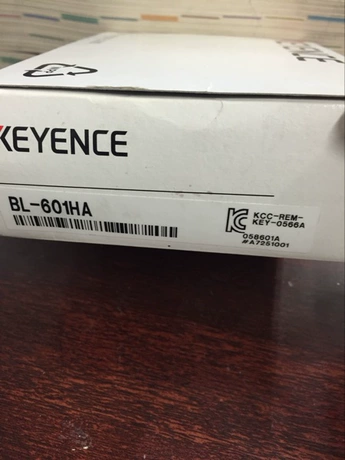 KEYENCE
BL-601HA
KCC-REM-
KEY-0566A
058601A
#A7251001